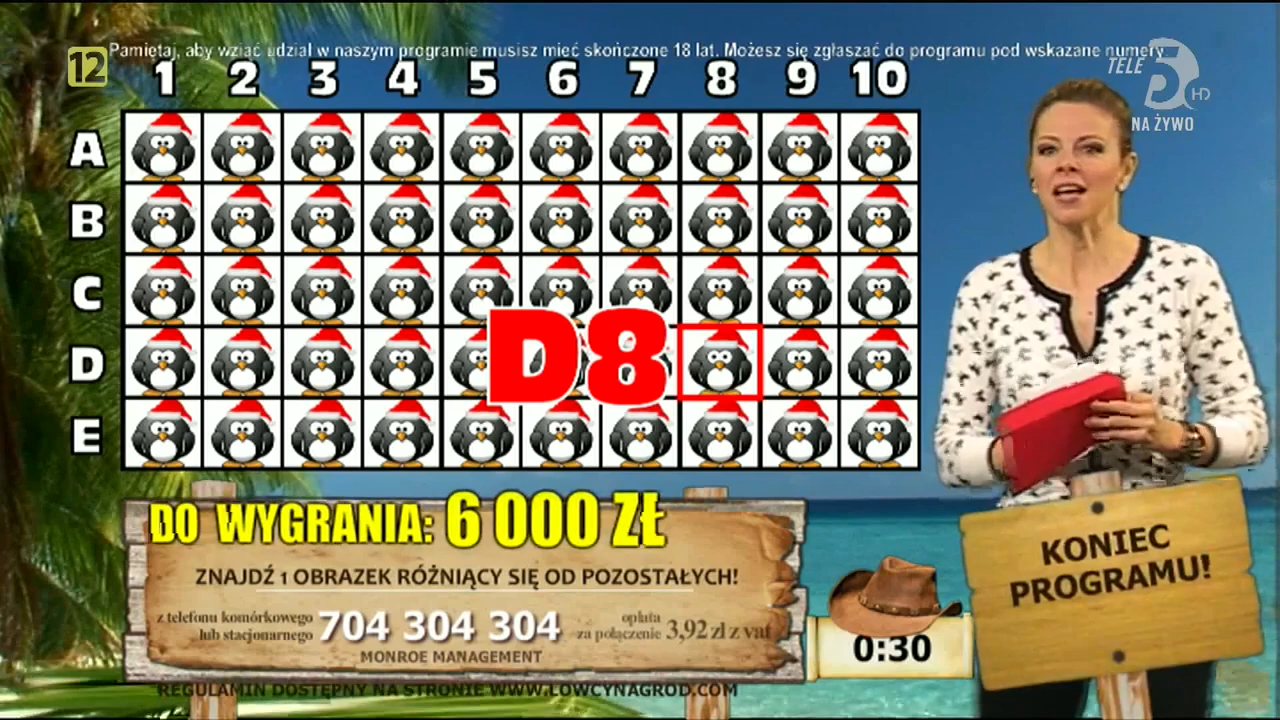 Pamiętaj, aby wziąć udział w naszym programie musisz mieć skończone 18 lat. Możesz się zgłaszać do programu pod wskazane numery
12
TELE 5 HD
NA ŻYWO
1 2 3 4 5 6 7 8 9 10
A
B
C
D
E
D8
DO WYGRANIA: 6 000 ZŁ
ZNAJDŹ 1 OBRAZEK RÓŻNIĄCY SIĘ OD POZOSTAŁYCH!
z telefonu komórkowego
lub stacjonarnego
704 304 304
opłata
za połączenie 3,92 zł z vat
MONROE MANAGEMENT
REGULAMIN DOSTĘPNY NA STRONIE WWW.LOWCYNAGROD.COM
0:30
KONIEC
PROGRAMU!